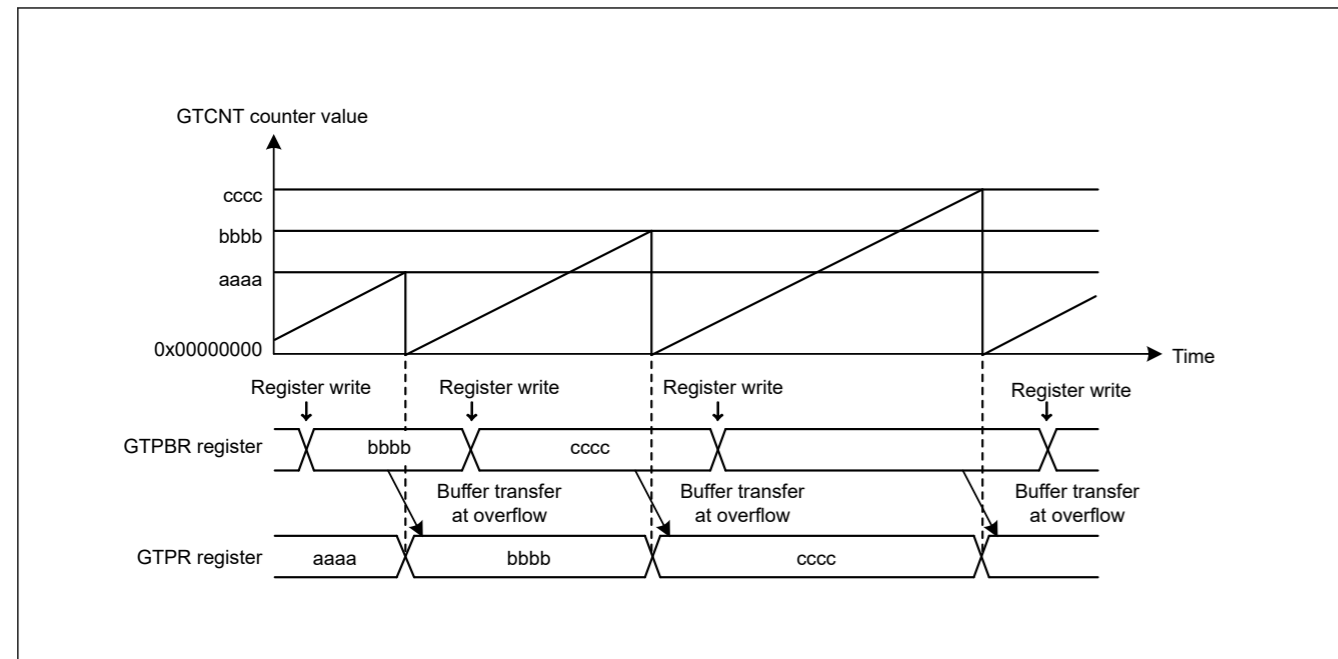 GTCNT counter value
cccc
bbbb
aaaa
0x00000000
Time
Register write Register write Register write Register write
GTPBR register bbbb cccc
Buffer transfer Buffer transfer Buffer transfer
at overflow at overflow at overflow
GTPR register aaaa bbbb cccc